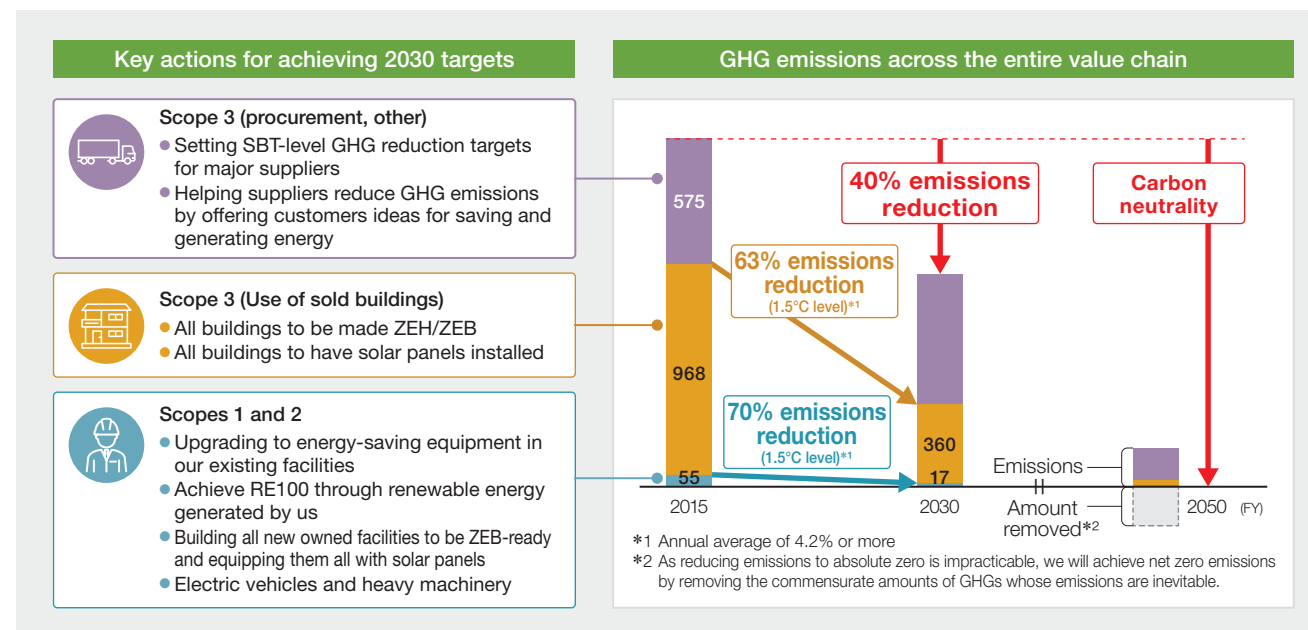 Key actions for achieving 2030 targets
Scope 3 (procurement, other)
● Setting SBT-level GHG reduction targets
for major suppliers
● Helping suppliers reduce GHG emissions
by offering customers ideas for saving and
generating energy
Scope 3 (Use of sold buildings)
● All buildings to be made ZEH/ZEB
● All buildings to have solar panels installed
Scopes 1 and 2
● Upgrading to energy-saving equipment in
our existing facilities
● Achieve RE100 through renewable energy
generated by us
● Building all new owned facilities to be ZEB-ready
and equipping them all with solar panels
● Electric vehicles and heavy machinery
GHG emissions across the entire value chain
575
968
55
2015
63% emissions
reduction
(1.5°C level)*1
70% emissions
reduction
(1.5°C level)*1
40% emissions
reduction
360
17
2030
Carbon
neutrality
Emissions
Amount
removed*2
2050 (FY)
*1 Annual average of 4.2% or more
*2 As reducing emissions to absolute zero is impracticable, we will achieve net zero emissions
by removing the commensurate amounts of GHGs whose emissions are inevitable.